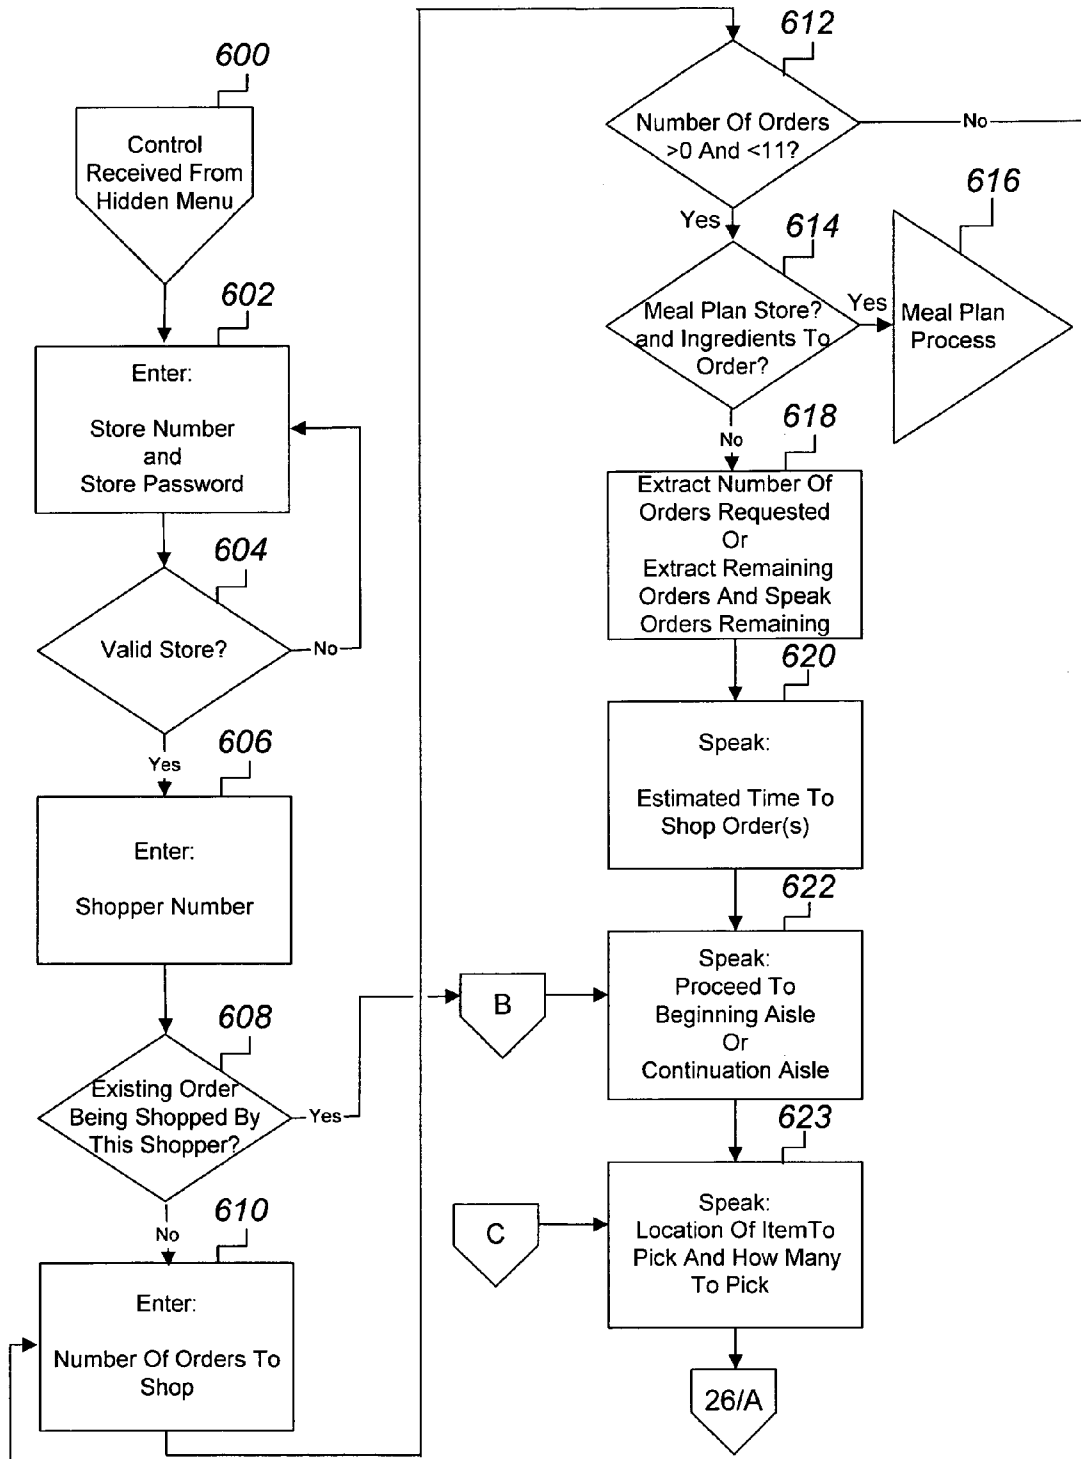 600
Control
Received From
Hidden Menu
602
Enter:
Store Number
and
Store Password
604
Valid Store?
No
Yes
606
Enter:
Shopper Number
608
Existing Order
Being Shopped By
This Shopper?
Yes
No
610
Enter:
Number Of Orders To
Shop
612
Number Of Orders
>0 And <11?
No
Yes
614
Meal Plan Store?
and Ingredients To
Order?
Yes
616
Meal Plan
Process
No
618
Extract Number Of
Orders Requested
Or
Extract Remaining
Orders And Speak
Orders Remaining
620
Speak:
Estimated Time To
Shop Order(s)
622
B
Speak:
Proceed To
Beginning Aisle
Or
Continuation Aisle
623
C
Speak:
Location Of ItemTo
Pick And How Many
To Pick
26/A